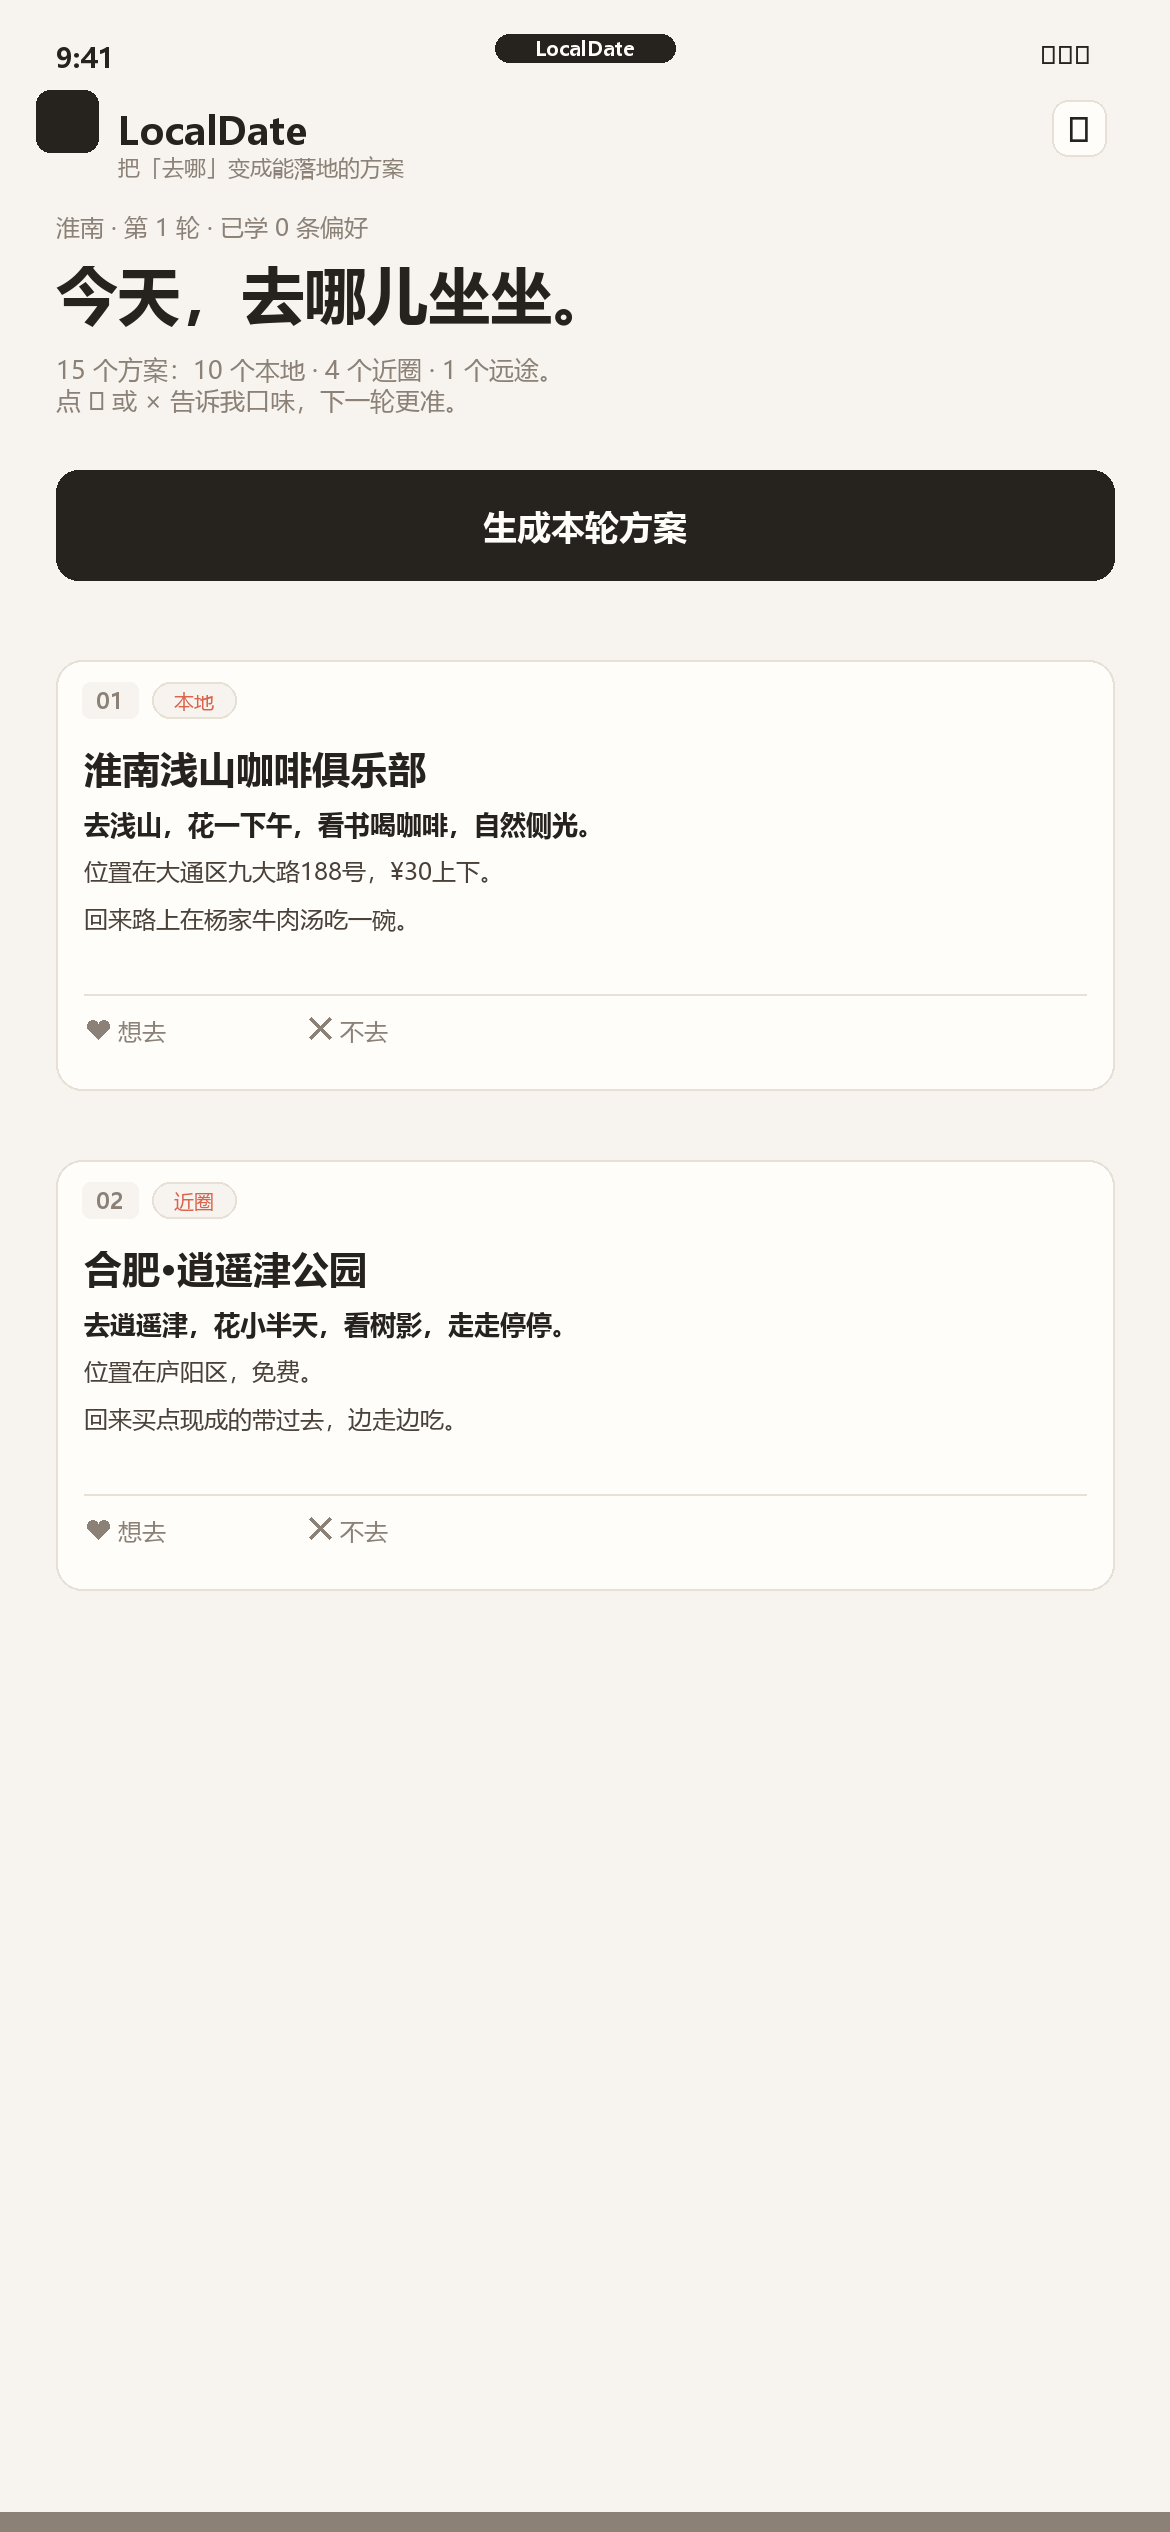 9:41
LocalDate
LocalDate
把「去哪」变成能落地的方案
淮南 · 第 1 轮 · 已学 0 条偏好
今天，去哪儿坐坐。
15 个方案：10 个本地 · 4 个近圈 · 1 个远途。
点 ▯ 或 × 告诉我口味，下一轮更准。
生成本轮方案
01 本地
淮南浅山咖啡俱乐部
去浅山，花一下午，看书喝咖啡，自然侧光。
位置在大通区九大路188号，¥30上下。
回来路上在杨家牛肉汤吃一碗。
♥ 想去 ✕ 不去
02 近圈
合肥•逍遥津公园
去逍遥津，花小半天，看树影，走走停停。
位置在庐阳区，免费。
回来买点现成的带过去，边走边吃。
♥ 想去 ✕ 不去